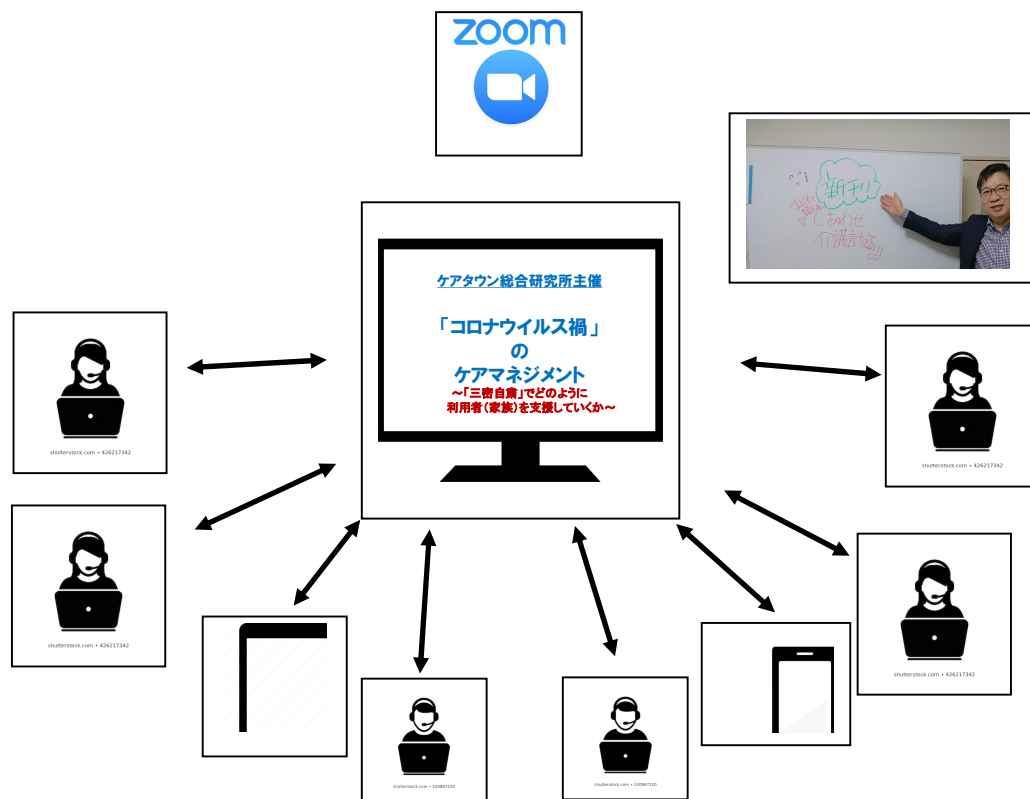 zoom
新刊
しあわせ
介護計画
ケアタウン総合研究所主催
「コロナウイルス禍」
の
ケアマネジメント
～「三密自粛」でどのように
利用者(家族)を支援していくか～
shutterstock.com • 426217342
shutterstock.com • 426217342
shutterstock.com • 426217342
shutterstock.com • 426217342
shutterstock.com • 520867120
shutterstock.com • 520867120